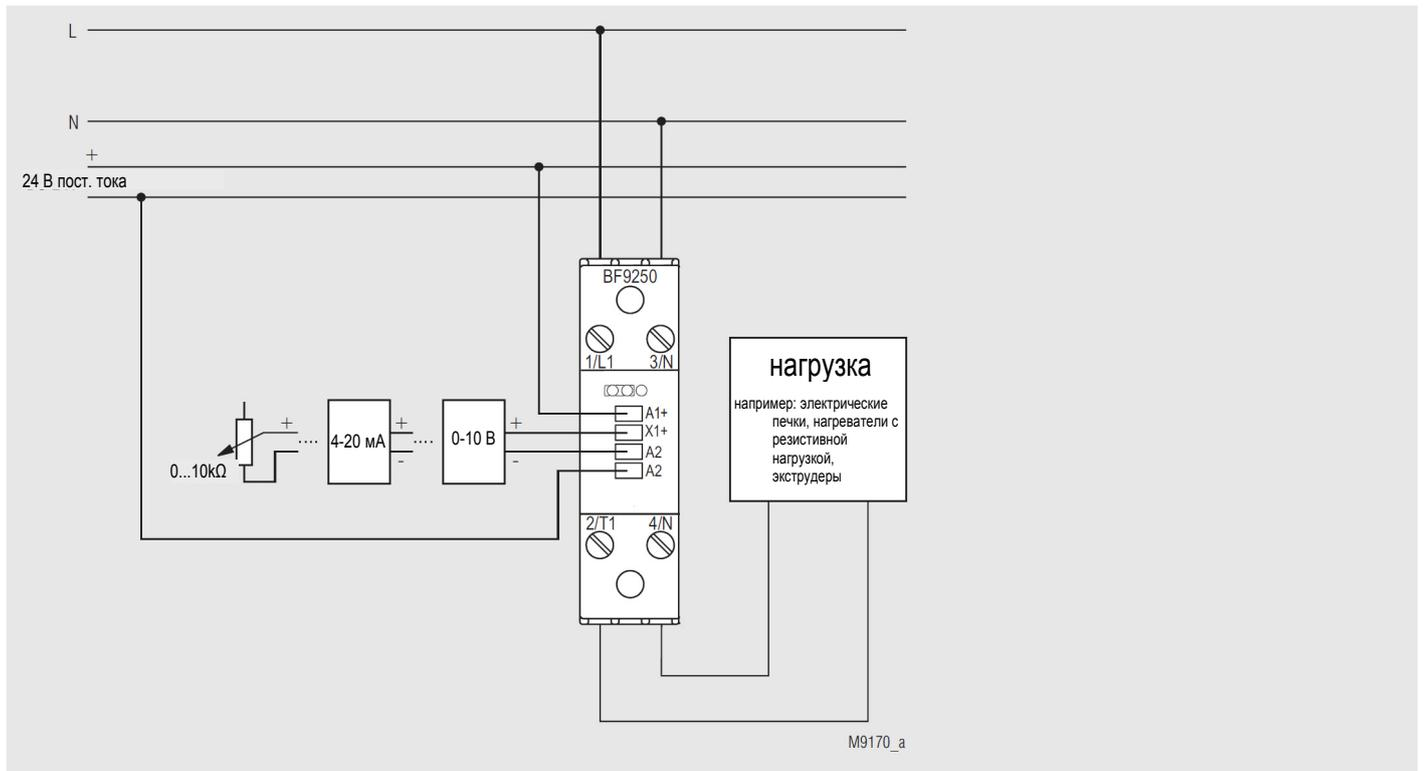 L
N
+
24 В пост. тока
BF9250
1/L1 3/N
A1+
X1+
A2
A2
2/T1 4/N
+
0...10kΩ
4-20 мА
+
-
0-10 В
+
-
нагрузка
например: электрические
печки, нагреватели с
резистивной
нагрузкой,
экструдеры
M9170_a